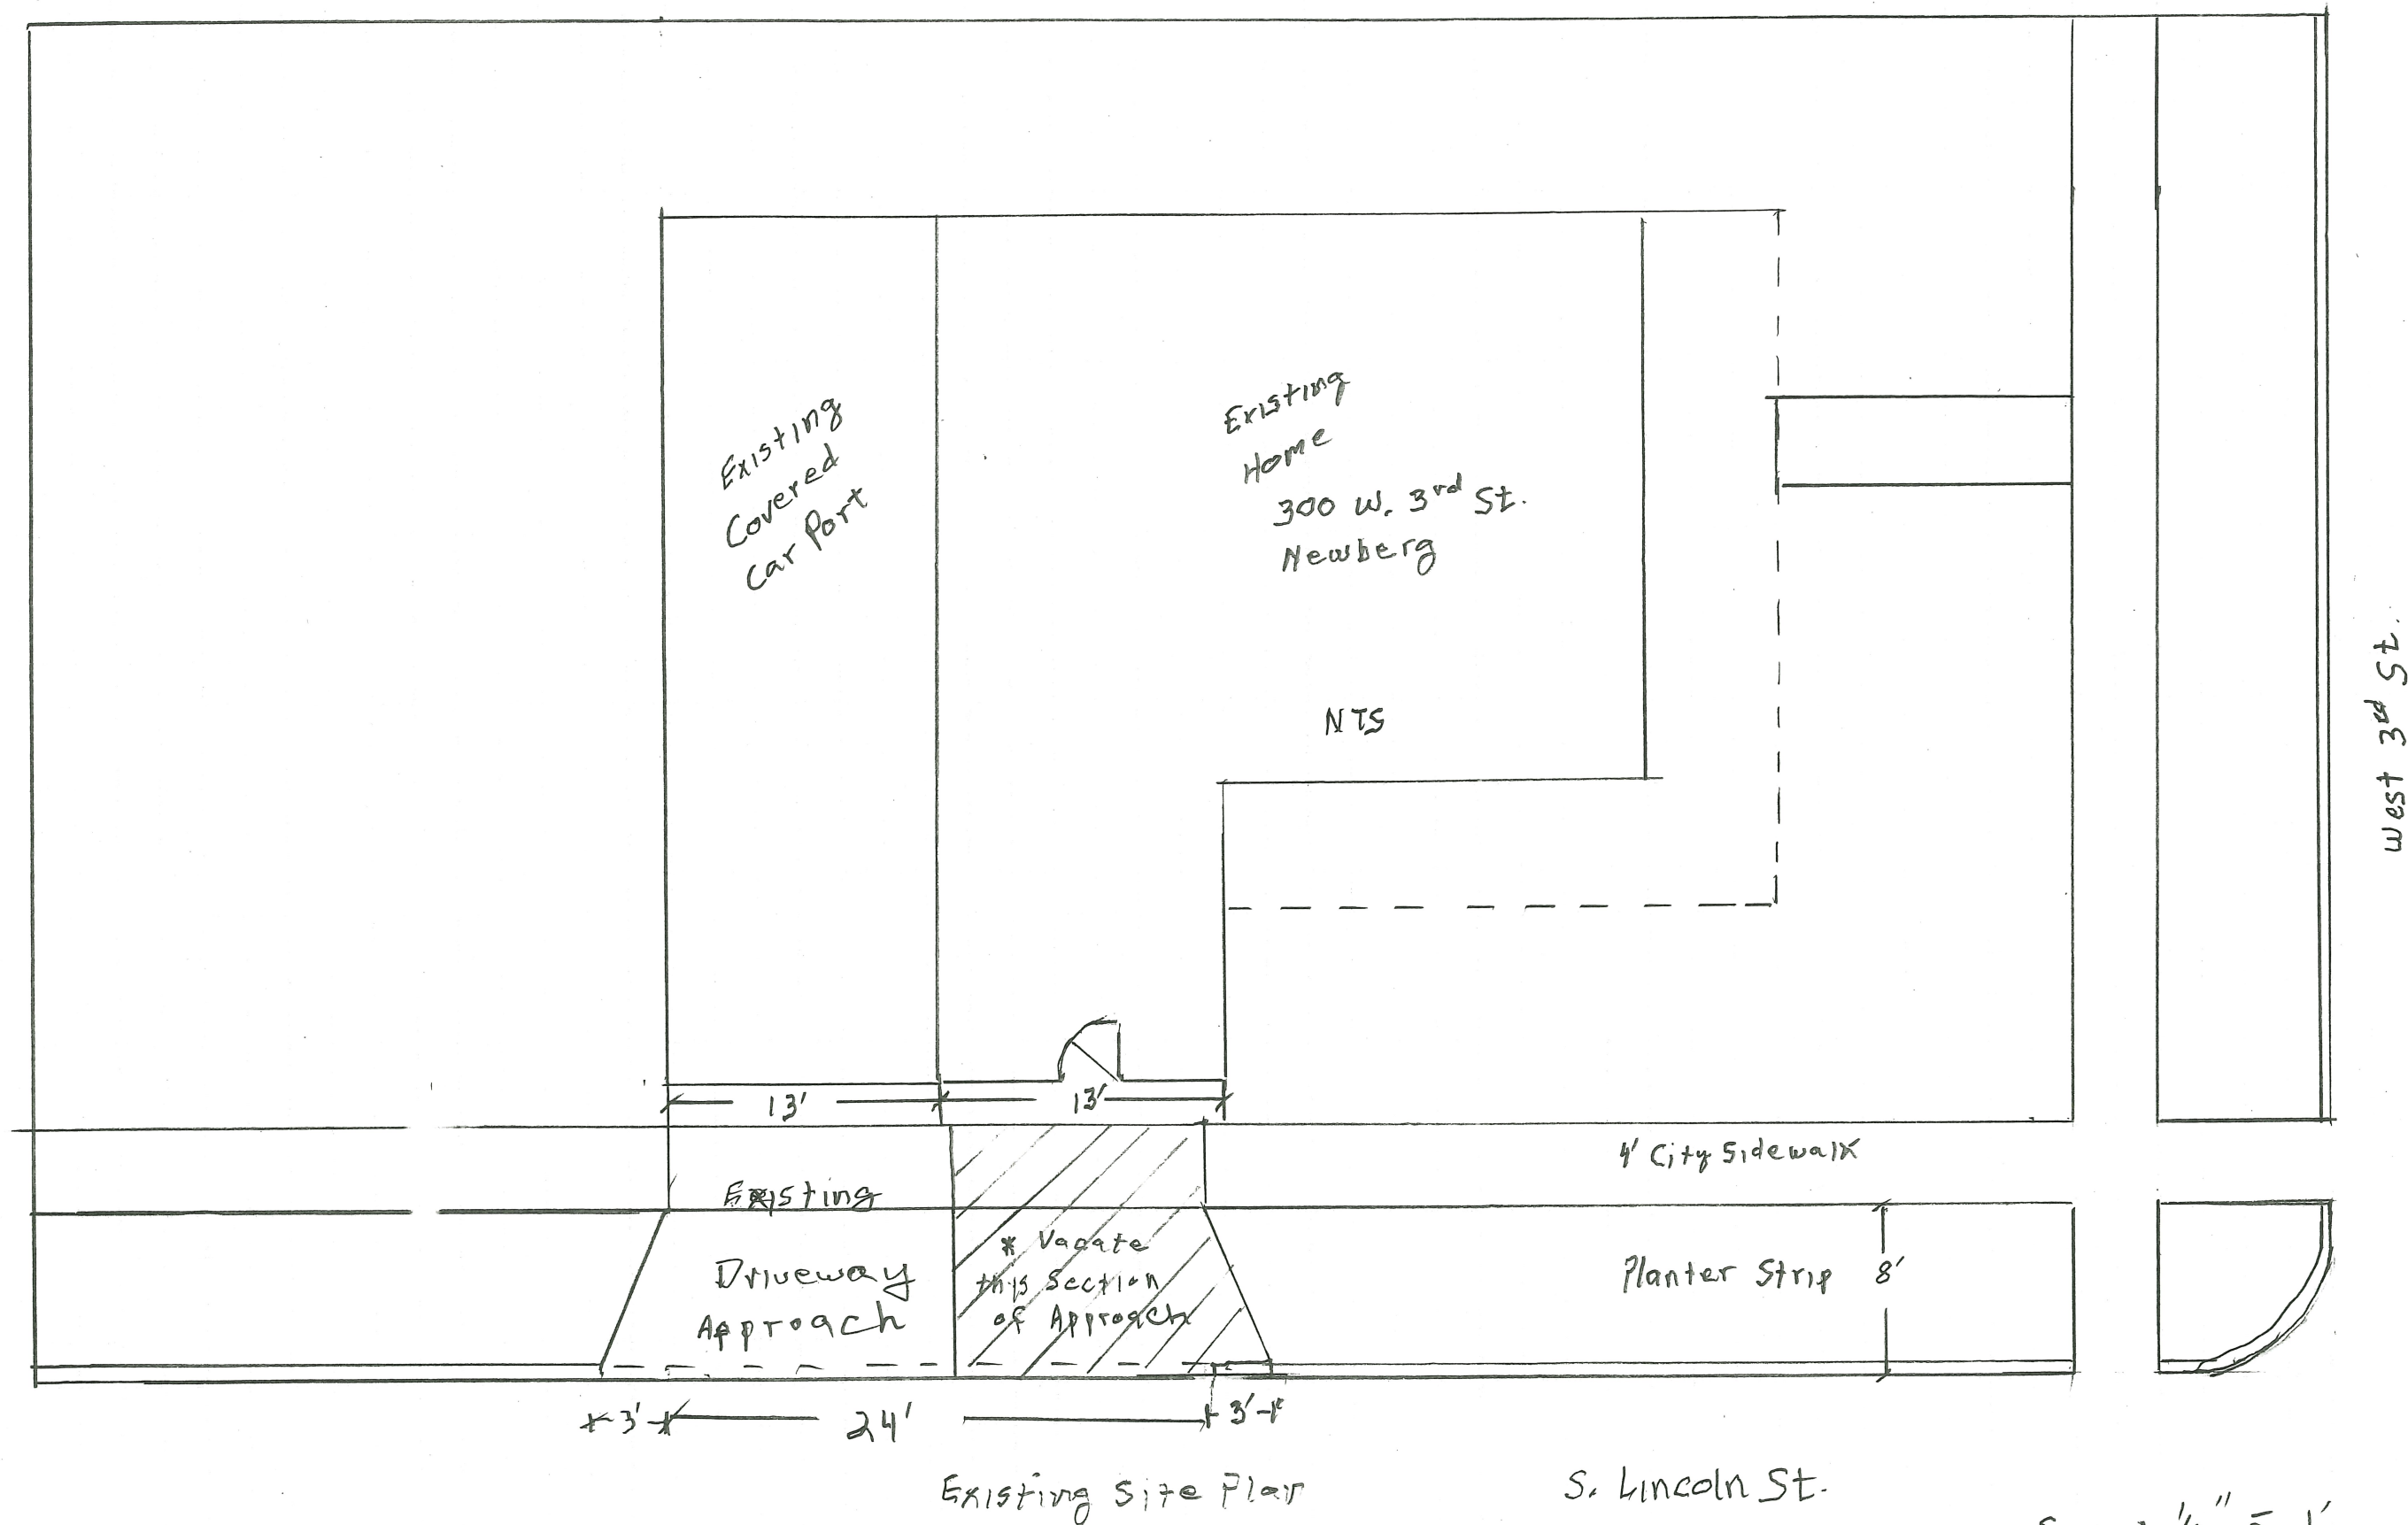 Existing
Covered
Car Port
Existing
Home
300 W. 3rd St.
Newberg
NTS
West 3rd St.
13'
13'
4' City Sidewalk
Existing
Driveway
Approach
* Vacate
this Section
of Approach
Planter Strip 8'
3'
24'
3'
Existing Site Plan
S. Lincoln St.